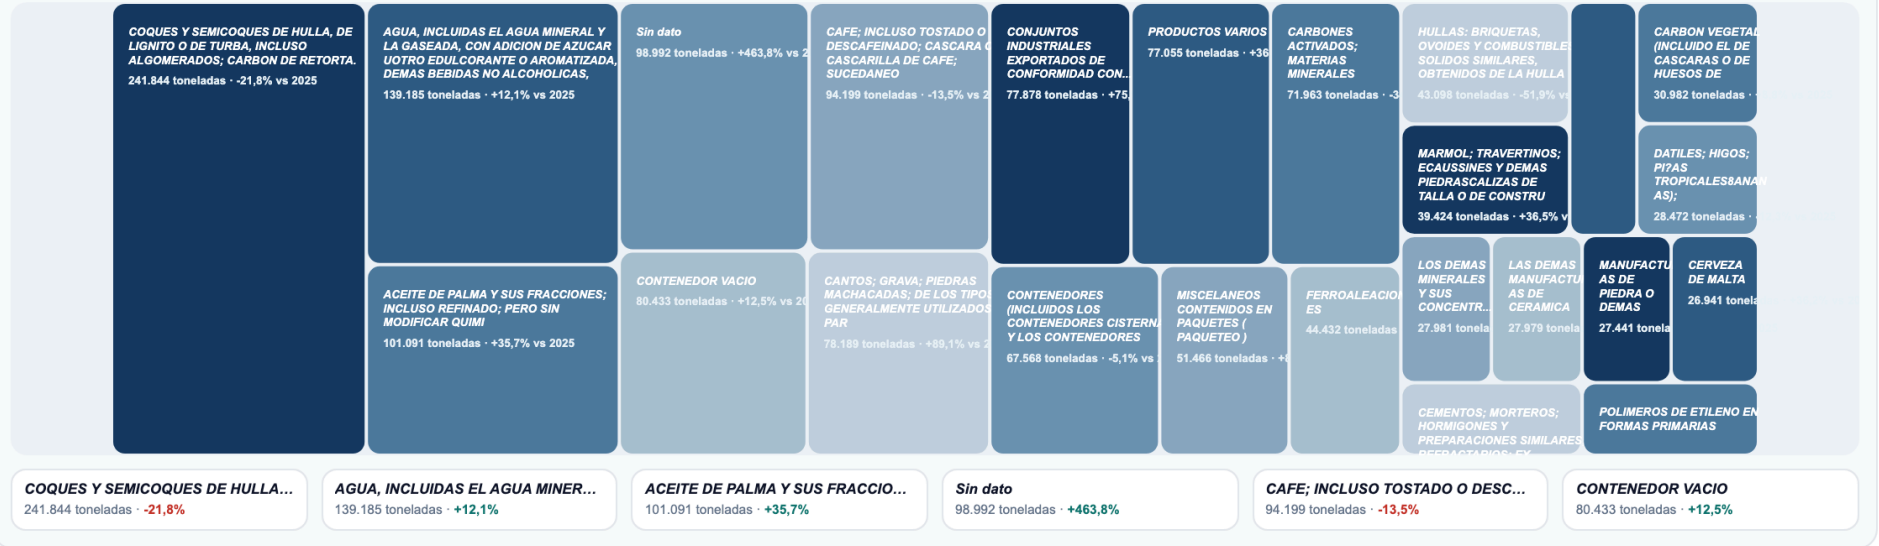 COQUES Y SEMICOQUES DE HULLA, DE
LIGNITO O DE TURBA, INCLUSO
ALGOMERADOS; CARBON DE RETORTA.
241.844 toneladas · -21,8% vs 2025
AGUA, INCLUIDAS EL AGUA MINERAL Y
LA GASEADA, CON ADICION DE AZUCAR
UOTRO EDULCORANTE O AROMATIZADA,
DEMAS BEBIDAS NO ALCOHOLICAS,
139.185 toneladas · +12,1% vs 2025
ACEITE DE PALMA Y SUS FRACCIONES;
INCLUSO REFINADO; PERO SIN
MODIFICAR QUIMI
101.091 toneladas · +35,7% vs 2025
Sin dato
98.992 toneladas · +463,8% vs 2
CONTENEDOR VACIO
80.433 toneladas · +12,5% vs 20
CAFE; INCLUSO TOSTADO O
DESCAFEINADO; CASCARA
CASCARILLA DE CAFE;
SUCEDANEO
94.199 toneladas · -13,5% vs 2
CANTOS; GRAVA; PIEDRAS
MACHACADAS; DE LOS TIPOS
GENERALMENTE UTILIZADOS
PAR
78.189 toneladas · +89,1% vs 2
CONJUNTOS
INDUSTRIALES
EXPORTADOS DE
CONFORMIDAD CON...
77.878 toneladas · +75,
PRODUCTOS VARIOS
77.055 toneladas · +36
CARBONES
ACTIVADOS;
MATERIAS
MINERALES
71.963 toneladas · -3
CONTENEDORES
(INCLUIDOS LOS
CONTENEDORES CISTERN
Y LOS CONTENEDORES
67.568 toneladas · -5,1% vs
MISCELANEOS
CONTENIDOS EN
PAQUETES (
PAQUETEO )
51.466 toneladas ·
FERROALEACION
ES
44.432 toneladas
HULLAS: BRIQUETAS,
OVOIDES Y COMBUSTIBLE
SOLIDOS SIMILARES,
OBTENIDOS DE LA HULLA
43.098 toneladas · -51,9% vs
MARMOL; TRAVERTINOS;
ECAUSSINES Y DEMAS
PIEDRASCALIZAS DE
TALLA O DE CONSTRU
39.424 toneladas · +36,5% v
CARBON VEGETAL
(INCLUIDO EL DE
CASCARAS O DE
HUESOS DE
30.982 toneladas ·
DATILES; HIGOS;
PI?AS
TROPICALES8ANAN
AS);
28.472 toneladas ·
LOS DEMAS
MINERALES
Y SUS
CONCENTR...
27.981 tonela
LAS DEMAS
MANUFACTU
AS DE
CERAMICA
27.979 tonela
MANUFACTU
AS DE
PIEDRA O
DEMAS
27.441 tonela
CERVEZA
DE MALTA
26.941 tonela
CEMENTOS; MORTEROS;
HORMIGONES Y
PREPARACIONES SIMILARES
REFRACTARIOS; EX
POLIMEROS DE ETILENO EN
FORMAS PRIMARIAS
COQUES Y SEMICOQUES DE HULLA...
241.844 toneladas · -21,8%
AGUA, INCLUIDAS EL AGUA MINER...
139.185 toneladas · +12,1%
ACEITE DE PALMA Y SUS FRACCIO...
101.091 toneladas · +35,7%
Sin dato
98.992 toneladas · +463,8%
CAFE; INCLUSO TOSTADO O DESC...
94.199 toneladas · -13,5%
CONTENEDOR VACIO
80.433 toneladas · +12,5%